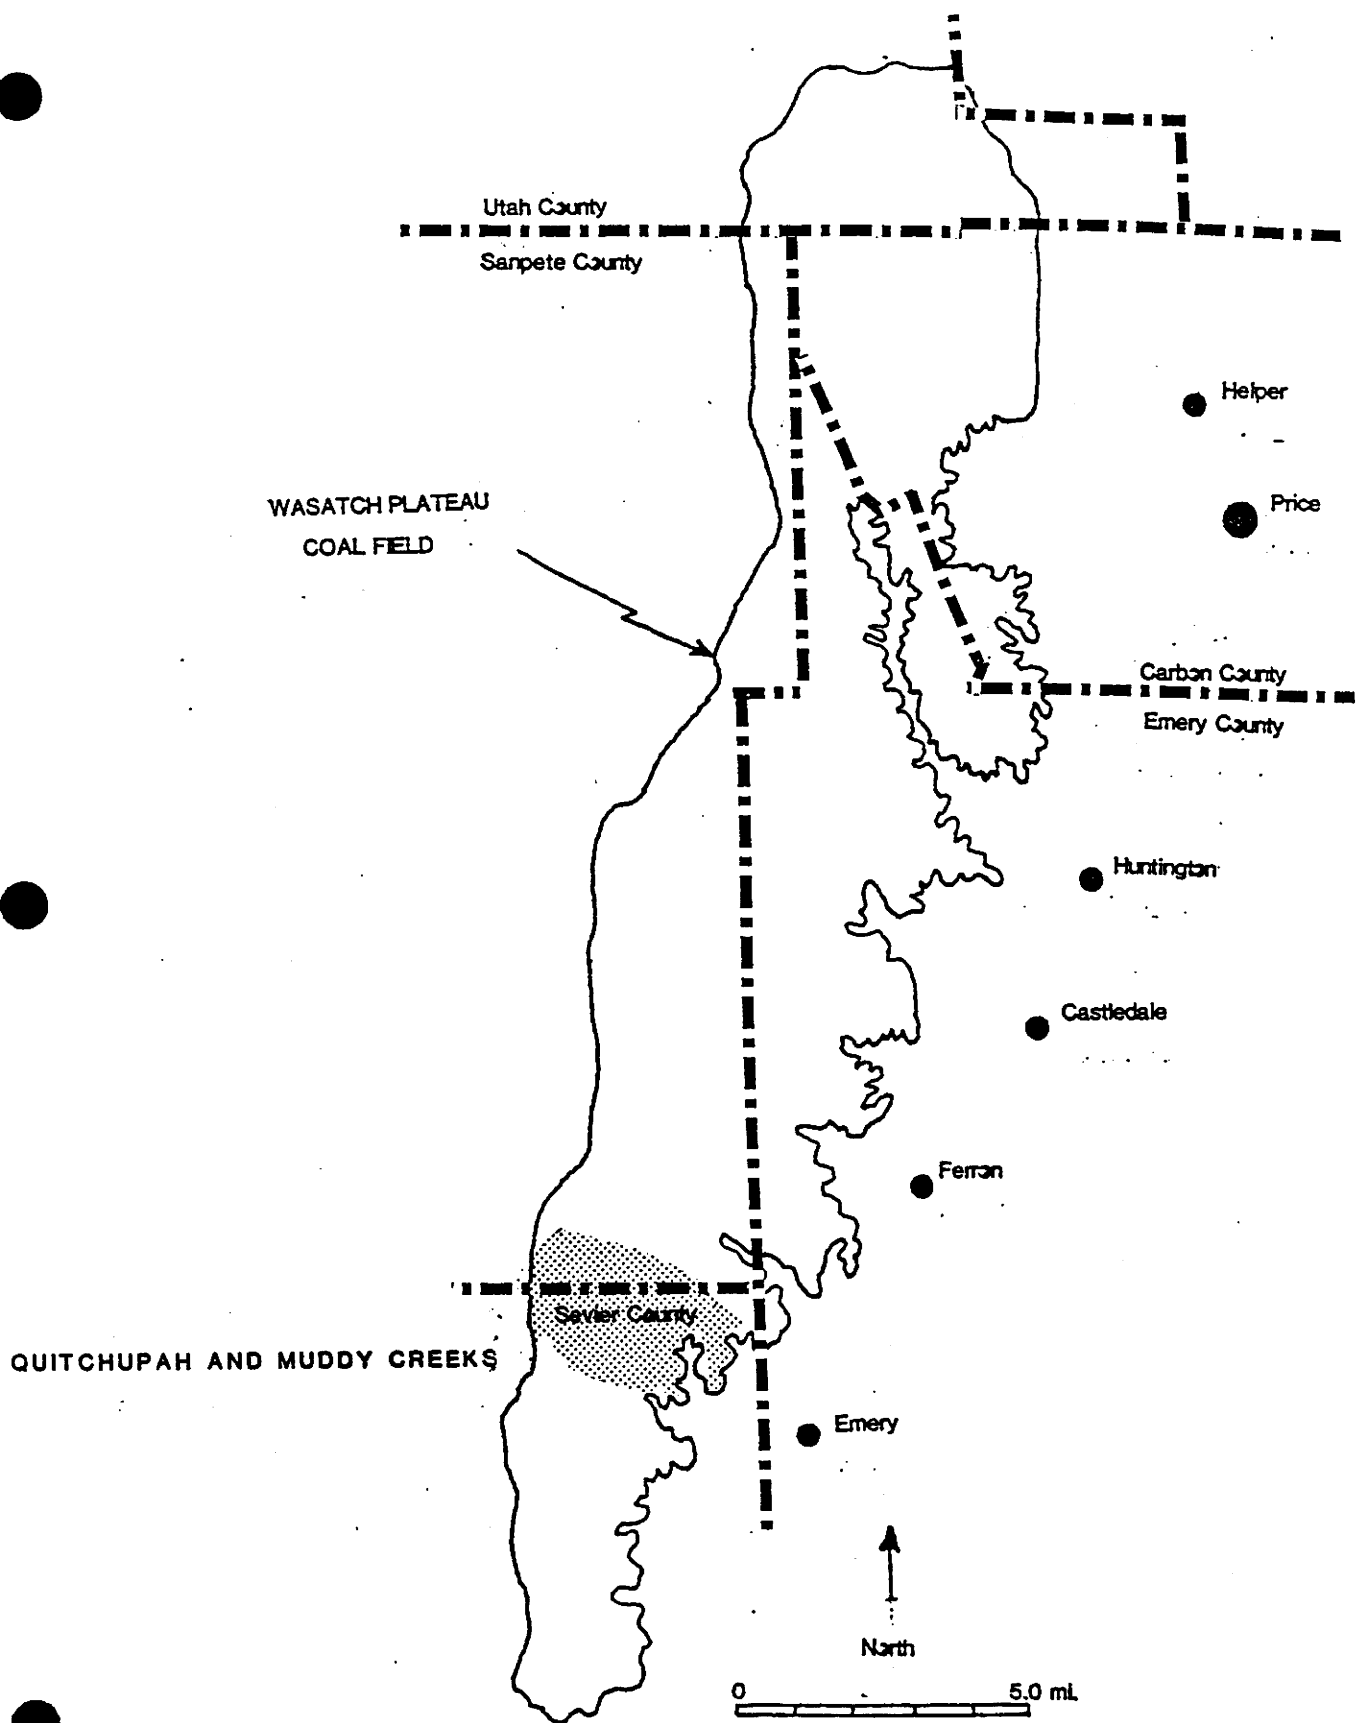 Utah County
Sanpete County
Helper
WASATCH PLATEAU
COAL FIELD
Price
Carbon County
Emery County
Huntington
Castledale
Ferron
Sevier County
QUITCHUPAH AND MUDDY CREEKS
Emery
North
0 5.0 mi.